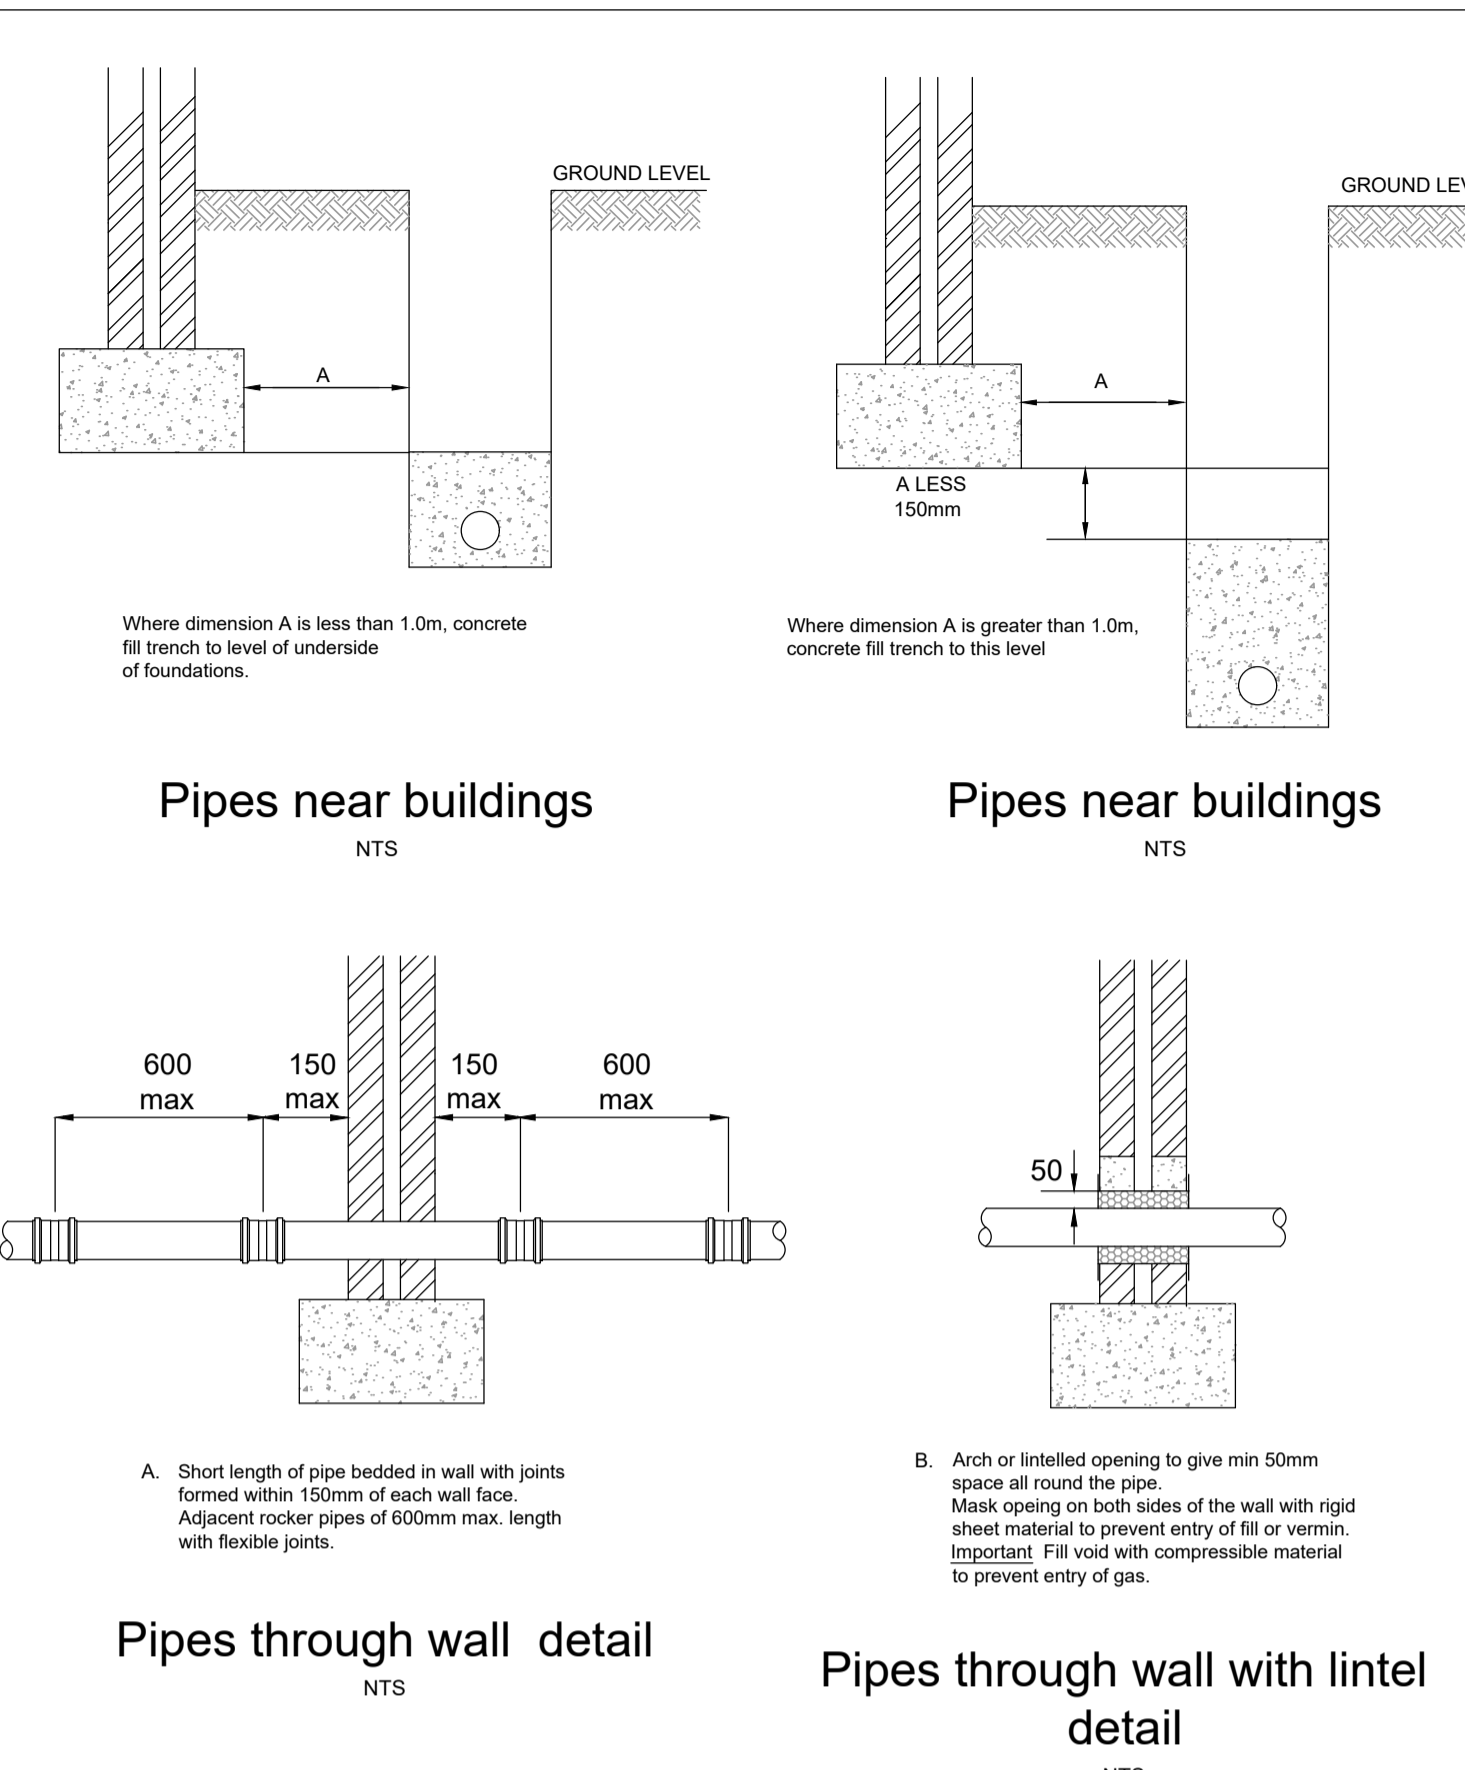 GROUND LEVEL
A
Where dimension A is less than 1.0m, concrete
fill trench to level of underside
of foundations.
Pipes near buildings
NTS
GROUND LEV
A
A LESS
150mm
Where dimension A is greater than 1.0m,
concrete fill trench to this level
Pipes near buildings
NTS
600
max
150
max
150
max
600
max
A. Short length of pipe bedded in wall with joints
formed within 150mm of each wall face.
Adjacent rocker pipes of 600mm max. length
with flexible joints.
Pipes through wall detail
NTS
50
B. Arch or lintelled opening to give min 50mm
space all round the pipe.
Mask opeing on both sides of the wall with rigid
sheet material to prevent entry of fill or vermin.
Important Fill void with compressible material
to prevent entry of gas.
Pipes through wall with lintel
detail
NTS